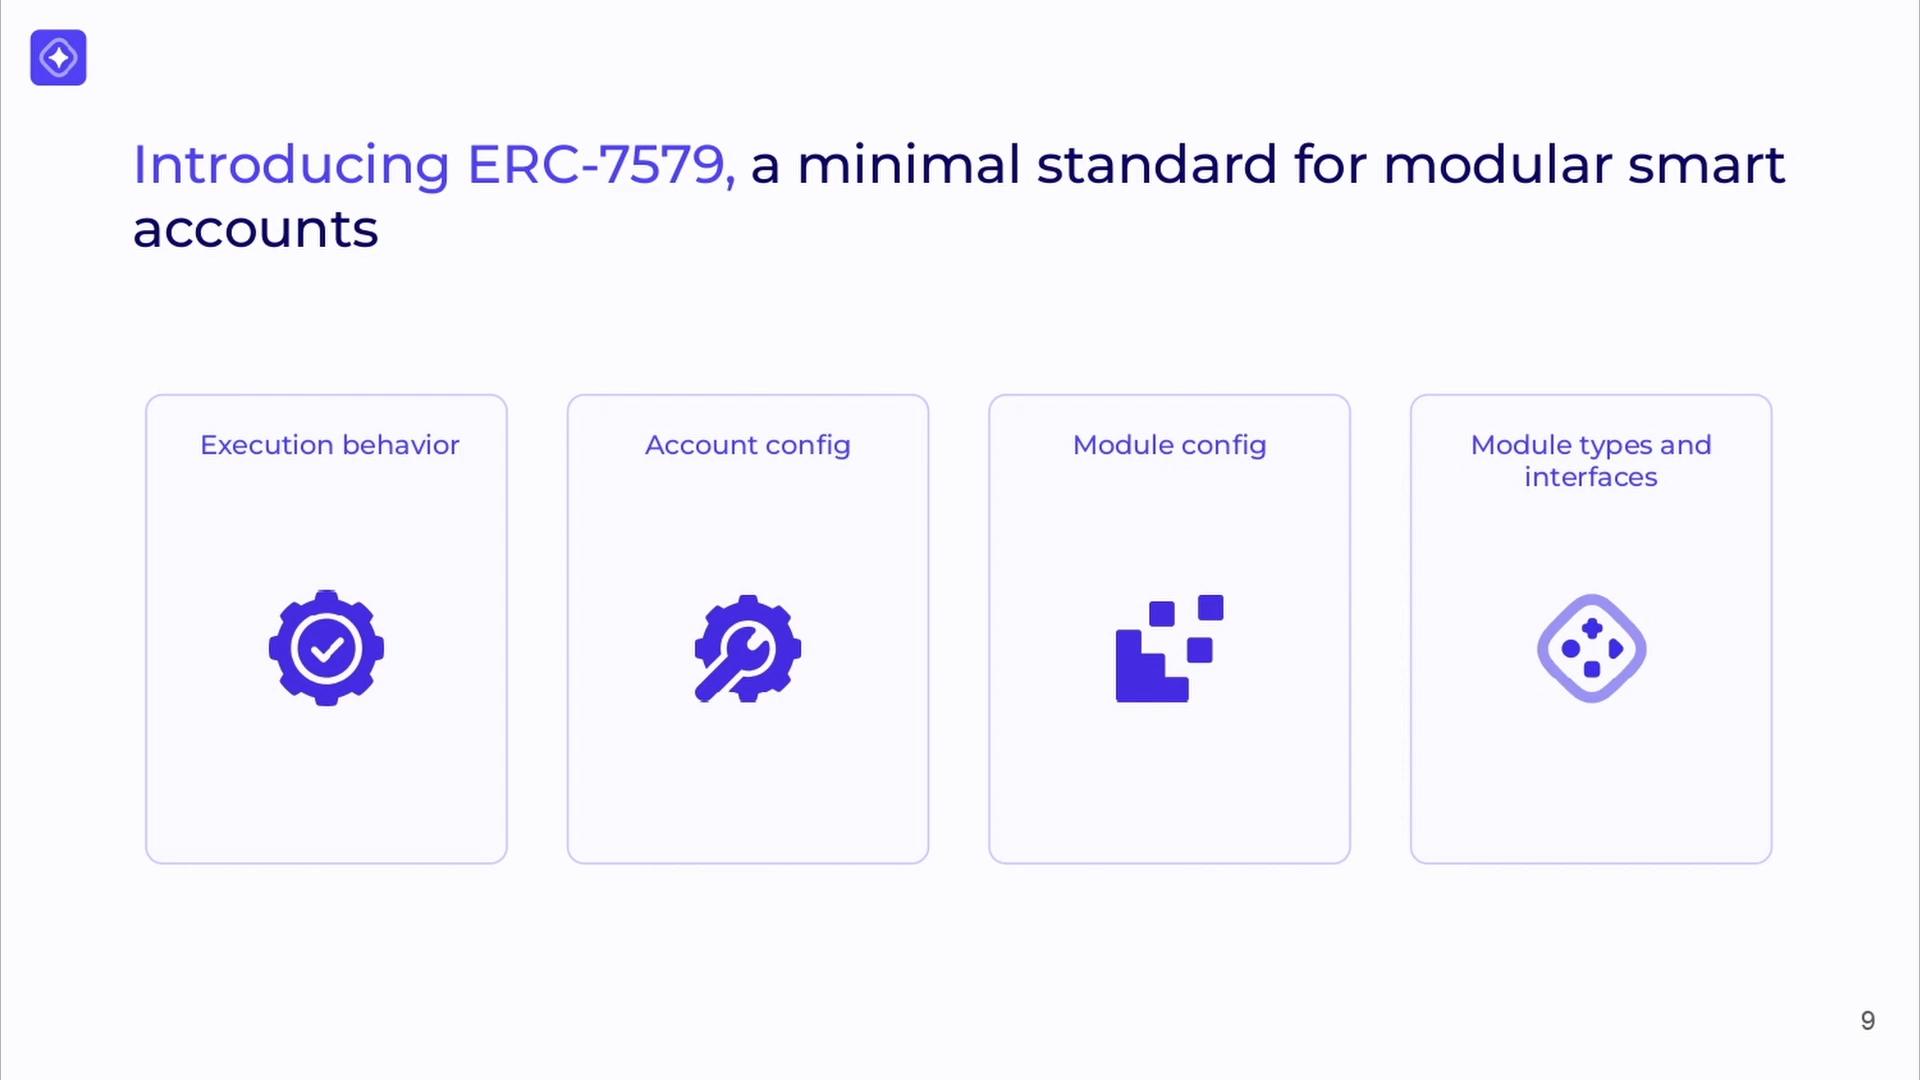 Introducing ERC-7579, a minimal standard for modular smart
accounts
Execution behavior
Account config
Module config
Module types and
interfaces
9